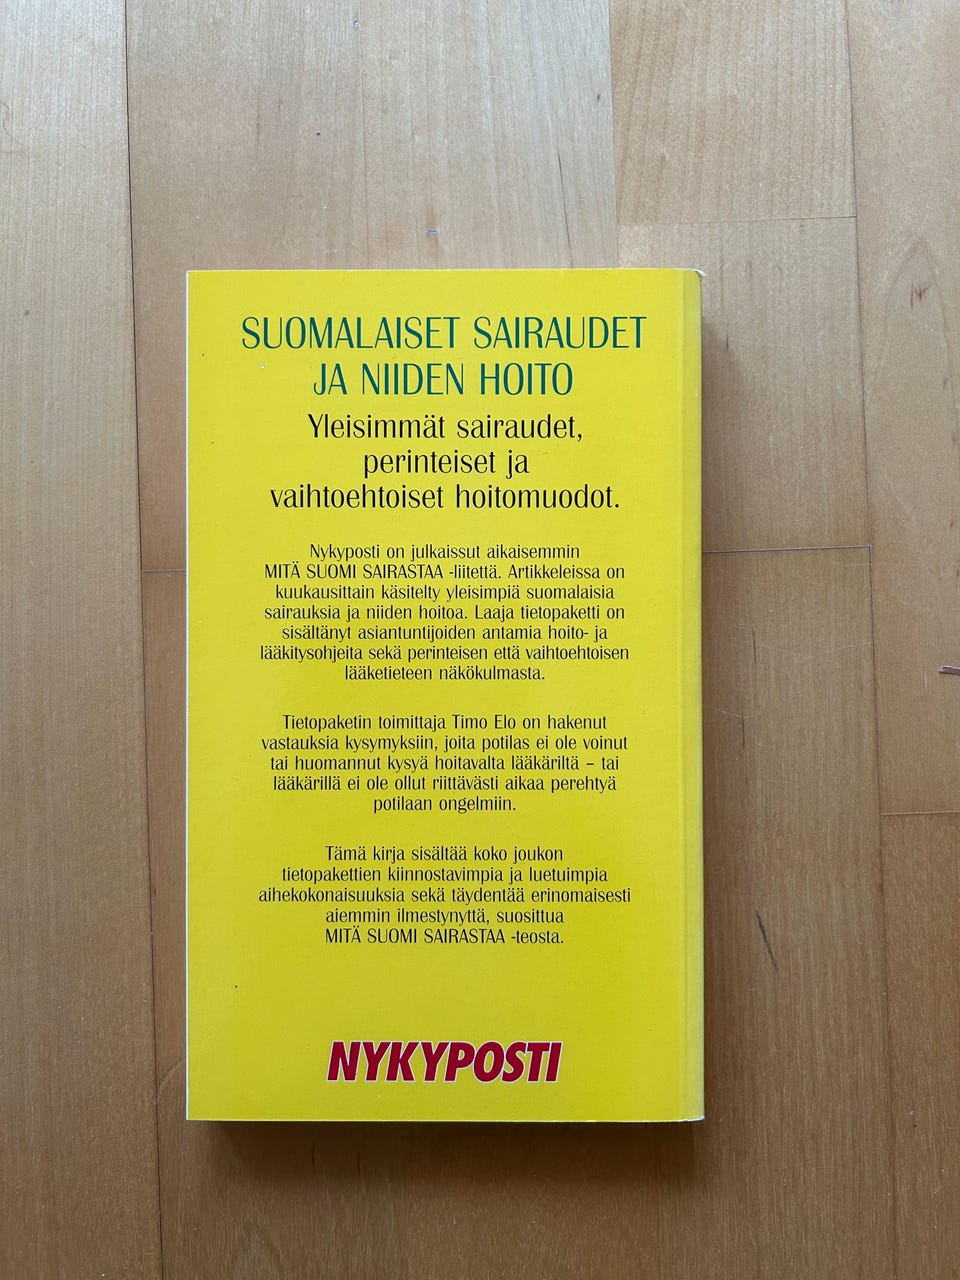 SUOMALAISET SAIRAUDET
JA NIIDEN HOITO
Yleisimmät sairaudet,
perinteiset ja
vaihtoehtoiset hoitomuodot.
Nykyposti on julkaissut aikaisemmin
MITÄ SUOMI SAIRASTAA -liitettä. Artikkeleissa on
kuukausittain käsitelty yleisimpiä suomalaisia
sairauksia ja niiden hoitoa. Laaja tietopaketti on
sisältänyt asiantuntijoiden antamia hoito- ja
lääkitysohjeita sekä perinteisen että vaihtoehtoisen
lääketieteen näkökulmasta.
Tietopaketin toimittaja Timo Elo on hakenut
vastauksia kysymyksiin, joita potilas ei ole voinut
tai huomannut kysyä hoitavalta lääkäriltä – tai
lääkärillä ei ole ollut riittävästi aikaa perehtyä
potilaan ongelmiin.
Tämä kirja sisältää koko joukon
tietopakettien kiinnostavimpia ja luetuimpia
aihekokonaisuuksia sekä täydentää erinomaisesti
aiemmin ilmestynyttä, suosittua
MITÄ SUOMI SAIRASTAA -teosta.
NYKYPOSTI